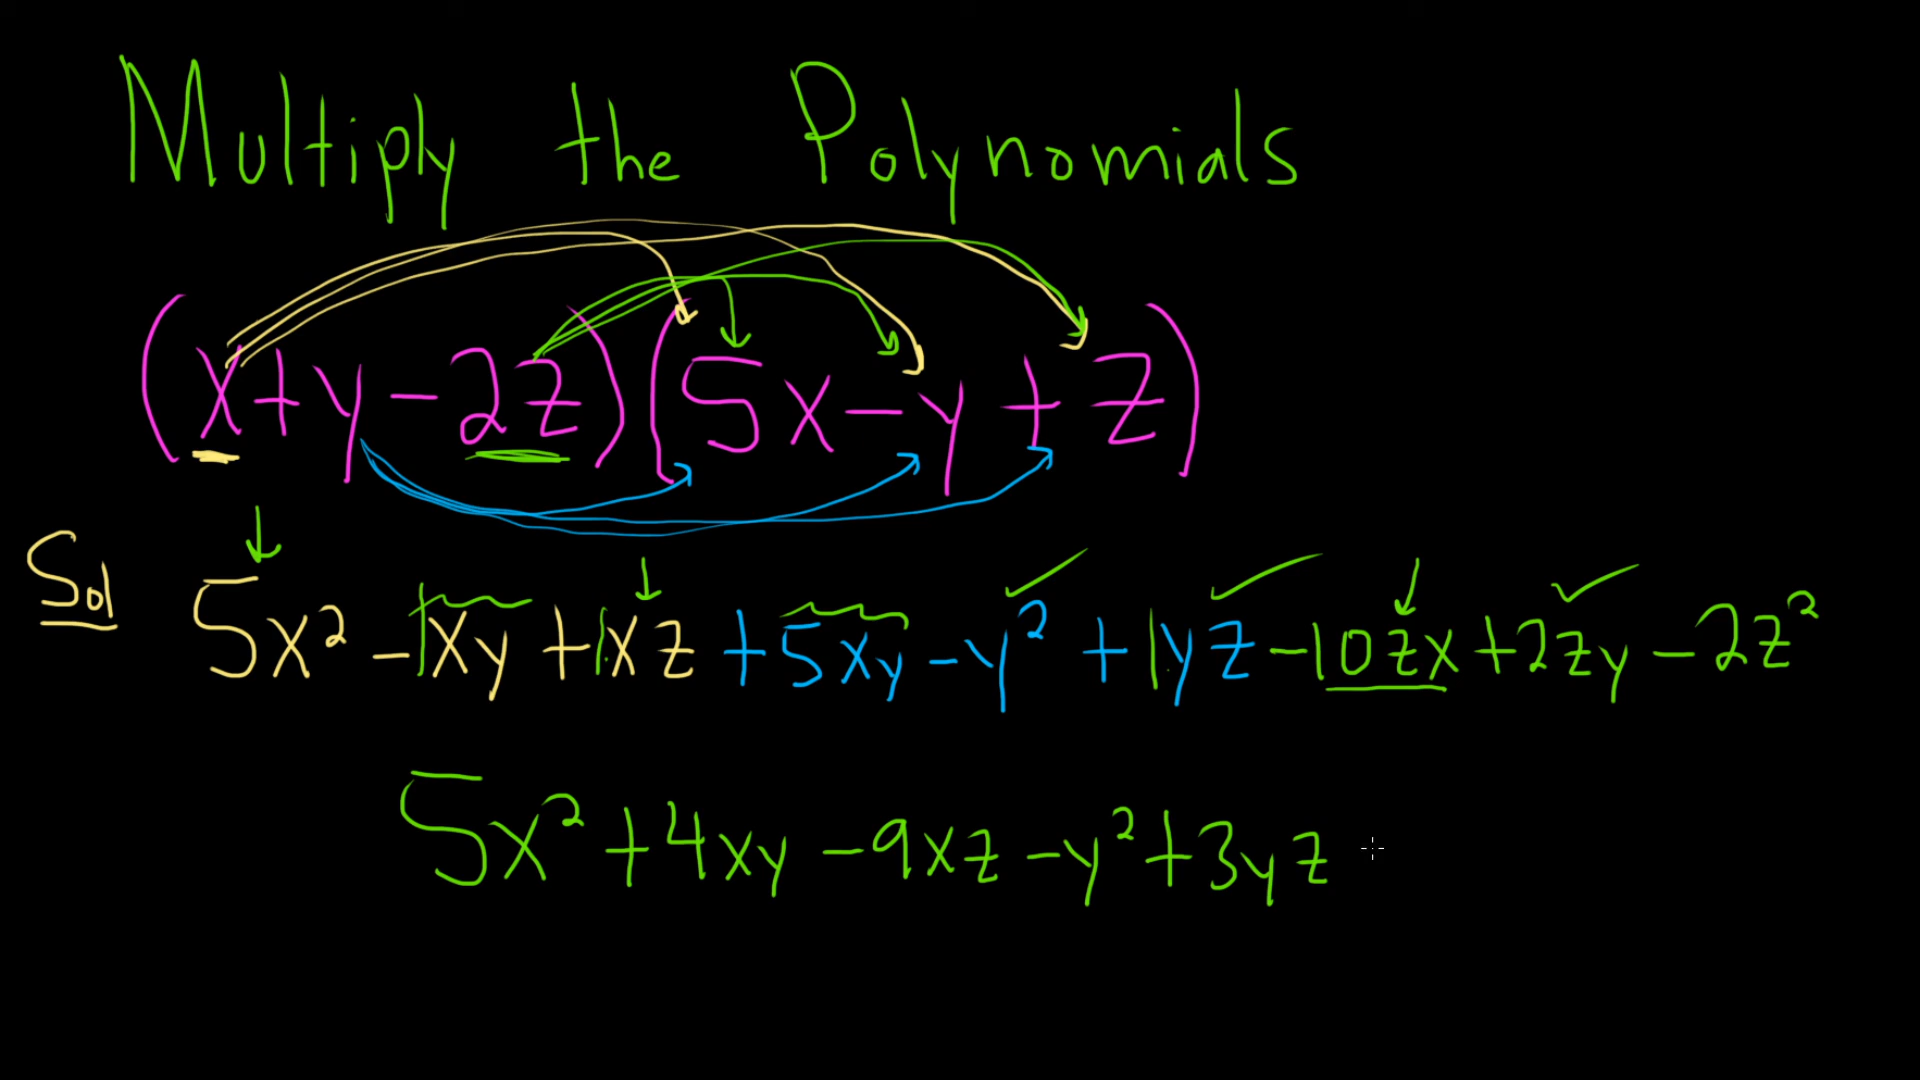 Multiply the Polynomials
(x+y-2z)(5x-y+z)
Sol 5x² -1xy +1xz +5xy -y² +1yz -10zx +2zy -2z²
5x² +4xy -9xz -y² +3yz